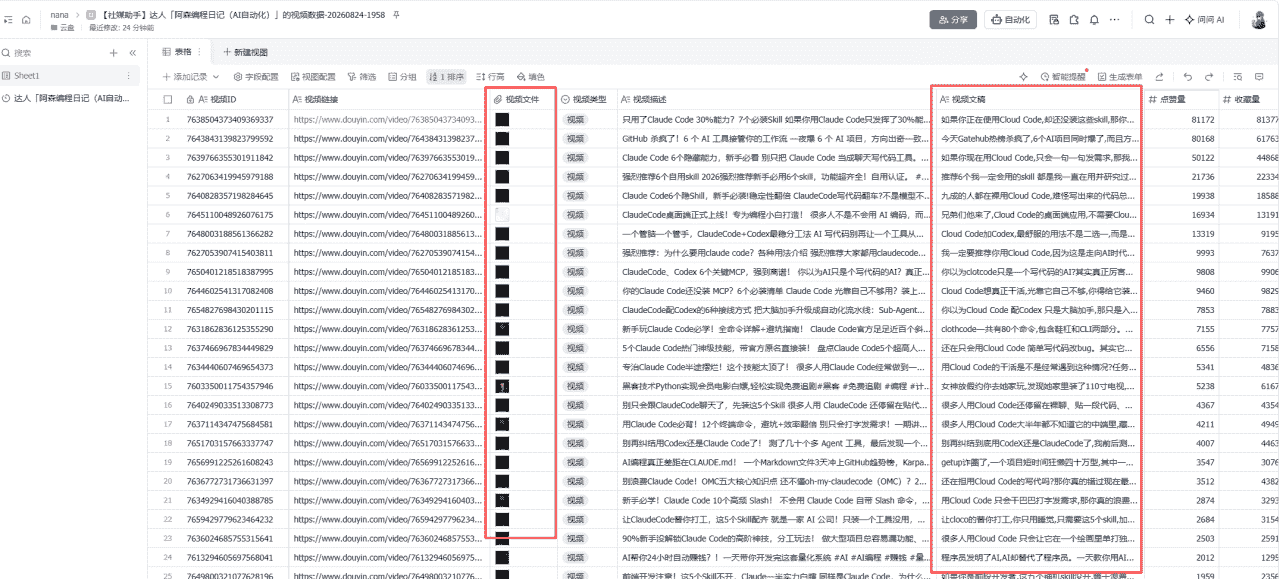 nana
【社媒助手】达人「阿森编程日记（AI自动化）」的视频数据-20260824-1958
云盘 最近修改: 24 分钟前
分享
自动化
问问 AI
搜索
Sheet1
达人「阿森编程日记（AI自动...
表格
新建视图
添加记录 字段配置 视图配置 筛选 分组 1 排序 行高 填色
智能提醒 生成表单
视频ID 视频链接 视频文件 视频类型 视频描述 视频文稿 点赞量 收藏量
1 7638504373409369337 https://www.douyin.com/video/76385043734093... 视频 只用了Claude Code 30%能力？7个必装Skill 如果你用Claude Code只发挥了30%能... 如果你正在使用Cloud Code,却还没装这些skill,那你... 81172 81377
2 7643843113298722793 https://www.douyin.com/video/76438431398237... 视频 GitHub 杀疯了！6 个 AI 工具接管你的工作流 一夜爆 6 个 AI 项目，方向出密一致... 今天Gatehub热榜杀疯了,6个AI项目同时爆了,而且方... 80168 61763
3 7639766355301911842 https://www.douyin.com/video/76397663553019... 视频 Claude Code 6个隐藏能力，新手必看 别只把 Claude Code 当成聊天写代码工具。... 如果你现在用Cloud Code,只会一句一句发需求,那我... 50122 44868
4 7627063419945979188 https://www.douyin.com/video/76270634199459... 视频 强烈推荐6个自用skill 2026强烈推荐新手必用6个skill，功能超齐全！自用认证。 #... 推荐6个我一定会用的skill 都是我一直在用并研究过... 21736 22334
5 7640828357198284645 https://www.douyin.com/video/76408283571982... 视频 Claude Code6个隐Shill，新手必装!稳定性翻倍 ClaudeCode写代码翻车?不是模型不... 九成的人都在裸用Cloud Code,难怪写出来的代码总... 19938 18588
6 7645110048926076175 https://www.douyin.com/video/76451100489260... 视频 ClaudeCode桌面端正式上线！专为编程小白打造！ 很多人不是不会用 AI 编码，而... 兄弟们他来了,Cloud Code的桌面端应用,不需要Clou... 16934 13191
7 7648003188561366282 https://www.douyin.com/video/76480031885613... 视频 一个管脑一个管手，ClaudeCode+Codex最稳分工法 AI 写代码别再让一个工具从... Cloud Code加Codex,最舒服的用法不是二选一,而是... 13319 9195
8 7627053907415403818 https://www.douyin.com/video/76270539074154... 视频 强烈推荐：为什么要用claude code？各种用法介绍 强烈推荐大家都用claudecodec... 我一定要推荐你用Cloud Code,因为这是走向AI时代... 9993 7637
9 7650401218518387995 https://www.douyin.com/video/76504012185183... 视频 ClaudeCode、Codex 6个关键MCP，强到离谱！ 你以为AI只是个写代码的AI？真正... 你以为clotcode只是一个写代码的AI?其实真正厉害... 9808 9906
10 7644602541317208408 https://www.douyin.com/video/76446025413170... 视频 你的Claude Code还没装 MCP？6个必装清单 Claude Code 光靠自己不够用？装上... Cloud Code想真正干活,光靠它自己不够,你得给它装... 9460 9829
11 7654827698430201115 https://www.douyin.com/video/76548276984302... 视频 ClaudeCode配Codex的6种接线方式 把大脑加手升级成自动化流水线：Sub-Agent... 你以为Cloud Code 配Codex 只是大脑加手,那只是入... 7853 7883
12 7631862836125355290 https://www.douyin.com/video/76318628361253... 视频 新手玩Claude Code必学！全命令详解+避坑指南！ Claude Code官方足足近百个斜... clothcode一共有80个命令,包含鞋扛和CLI两部分。... 7155 7757
13 7637466098344449829 https://www.douyin.com/video/76374660678344... 视频 5个Claude Code热门神级技能，带官方原名直接装！ 盘点Claude Code5个超高人... 还在只会用Cloud Code 简单写代码改bug。其实它... 6556 7158
14 7634440607469654373 https://www.douyin.com/video/76344406074696... 视频 专治Claude Code半途摆烂！这个技能太顶了！ 很多人用Claude Code经常做到一... 用Cloud Code的干活是不是经常遇到这种情况?任务... 5341 4836
15 7603350011754357946 https://www.douyin.com/video/76033500117543... 视频 黑客技术Python实现会员电影白嫖,轻松实现免费追剧#黑客 #免费追剧 #编程 #计... 女神放假约你去她家玩,发现她家里装了110寸电视,... 5238 6167
16 7640249033513308773 https://www.douyin.com/video/76402490335133... 视频 别只会跟ClaudeCode聊天了，先装这5个Skill 很多人用 ClaudeCode 还停留在贴代... 很多人用Cloud Code还停留在裸聊、贴一段代码、... 4367 4354
17 7637113434747584581 https://www.douyin.com/video/76371134347475... 视频 用Claude Code必背！12个终端命令，避坑+效率翻倍 别只会打字发需求！一期讲... 很多人用Cloud Code大半年都不知道它的中端里,藏... 4211 4949
18 7651703157663337747 https://www.douyin.com/video/76517031576633... 视频 别再纠结用Codex还是Claude Code了！ 测了几十个多 Agent 工具，最后发现一个... 别再纠结到底用CodeX还是ClaudeCode了,我前后测... 4007 4463
19 7656991225261608243 https://www.douyin.com/video/76569912252616... 视频 AI编程真正差距在CLAUDE.md！ 一个Markdown文件3天冲上GitHub趋势榜，Karpa... getup诈圈了,一个项目短时间狂懒四十万型,其中一... 3547 3076
20 7636772731736631397 https://www.douyin.com/video/76367727317366... 视频 别浪费Claude Code！OMC五大核心知识点 还不懂oh-my-claudecode（OMC）？2... 还在担用Cloud Code的写代码?那你真的错过现在最... 3512 4382
21 7634929416040388785 https://www.douyin.com/video/76349294160403... 视频 新手必学！Claude Code 10个高频 Slash！ 不会用 Claude Code 自带 Slash 命令，... 用Cloud Code 只会干巴巴打字发需求,那你真的浪费... 2874 3293
22 7659429779623464232 https://www.douyin.com/video/76594297796234... 视频 让ClaudeCode替你打工，这5个Skill配齐 就是一家 AI 公司！只装一个工具没用，... 让cloco的替你打工,你只用睡觉,只需要这5个skill,加... 2684 3154
23 7636024685755315641 https://www.douyin.com/video/76360246857553... 视频 90%新手没解锁Claude Code的高阶神技，分工玩法！ 做大型项目总容易漏功能、... 很多人用Cloud Code 只会让它在一个绘画里单打独... 2503 2591
24 7613294605697568041 https://www.douyin.com/video/7613294056975... 视频 AI帮你24小时自动赚钱？！一天带你开发完这套量化系统 #AI #AI编程 #赚钱 #量... 程序员发明了AI,AI却替代了程序员。一天教你用AI... 2012 1295
25 7649800321077628196 https://www.douyin.com/video/76498003210776... 视频 前端开发注意！这5个Skill不开，Claude一半实力白瞎 同样是Claude Code，为什么... 1959 2395